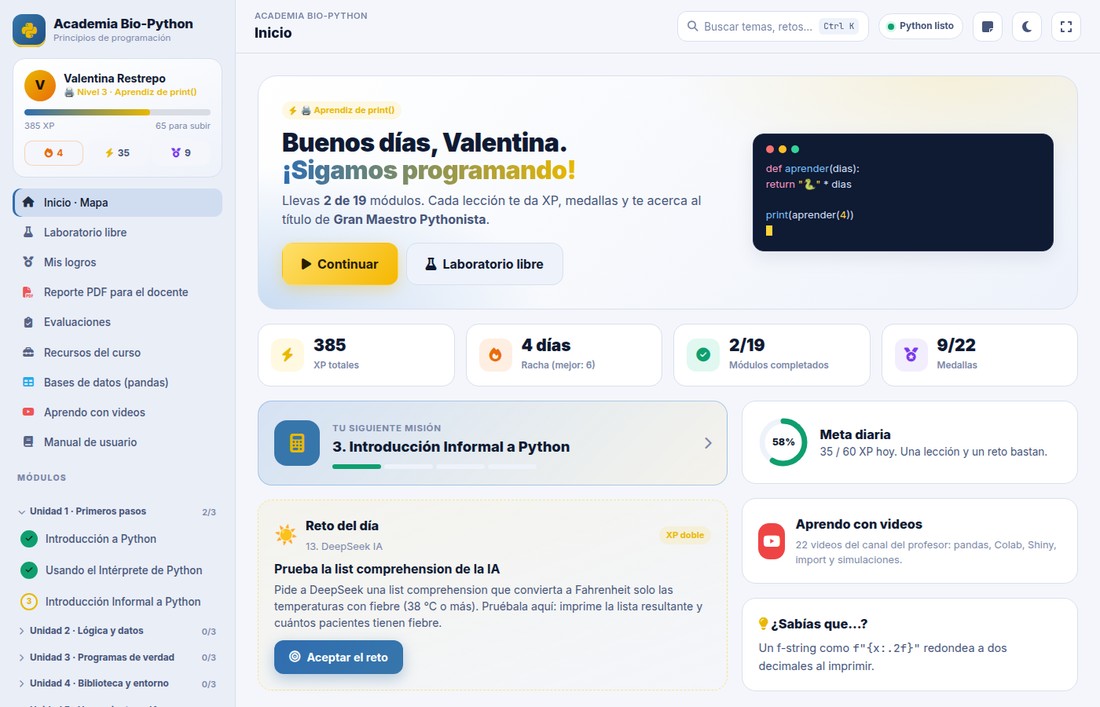 Academia Bio-Python
Principios de programación
V
Valentina Restrepo
Nivel 3 · Aprendiz de print()
385 XP
65 para subir
4
35
9
Inicio · Mapa
Laboratorio libre
Mis logros
Reporte PDF para el docente
Evaluaciones
Recursos del curso
Bases de datos (pandas)
Aprendo con videos
Manual de usuario
MÓDULOS
Unidad 1 · Primeros pasos
2/3
Introducción a Python
Usando el Intérprete de Python
3
Introducción Informal a Python
Unidad 2 · Lógica y datos
0/3
Unidad 3 · Programas de verdad
0/3
Unidad 4 · Biblioteca y entorno
0/3
ACADEMIA BIO-PYTHON
Inicio
Buscar temas, retos...
Ctrl K
Python listo
Aprendiz de print()
Buenos días, Valentina.
¡Sigamos programando!
Llevas 2 de 19 módulos. Cada lección te da XP, medallas y te acerca al
título de Gran Maestro Pythonista.
Continuar
Laboratorio libre
def aprender(dias):
return "🐍" * dias
print(aprender(4))
385
XP totales
4 días
Racha (mejor: 6)
2/19
Módulos completados
9/22
Medallas
TU SIGUIENTE MISIÓN
3. Introducción Informal a Python
58%
Meta diaria
35 / 60 XP hoy. Una lección y un reto bastan.
Reto del día
13. DeepSeek IA
XP doble
Prueba la list comprehension de la IA
Pide a DeepSeek una list comprehension que convierta a Fahrenheit solo las
temperaturas con fiebre (38 °C o más). Pruébala aquí: imprime la lista resultante y
cuántos pacientes tienen fiebre.
Aceptar el reto
Aprendo con videos
22 videos del canal del profesor: pandas, Colab, Shiny,
import y simulaciones.
¿Sabías que...?
Un f-string como f"{x:.2f}" redondea a dos
decimales al imprimir.